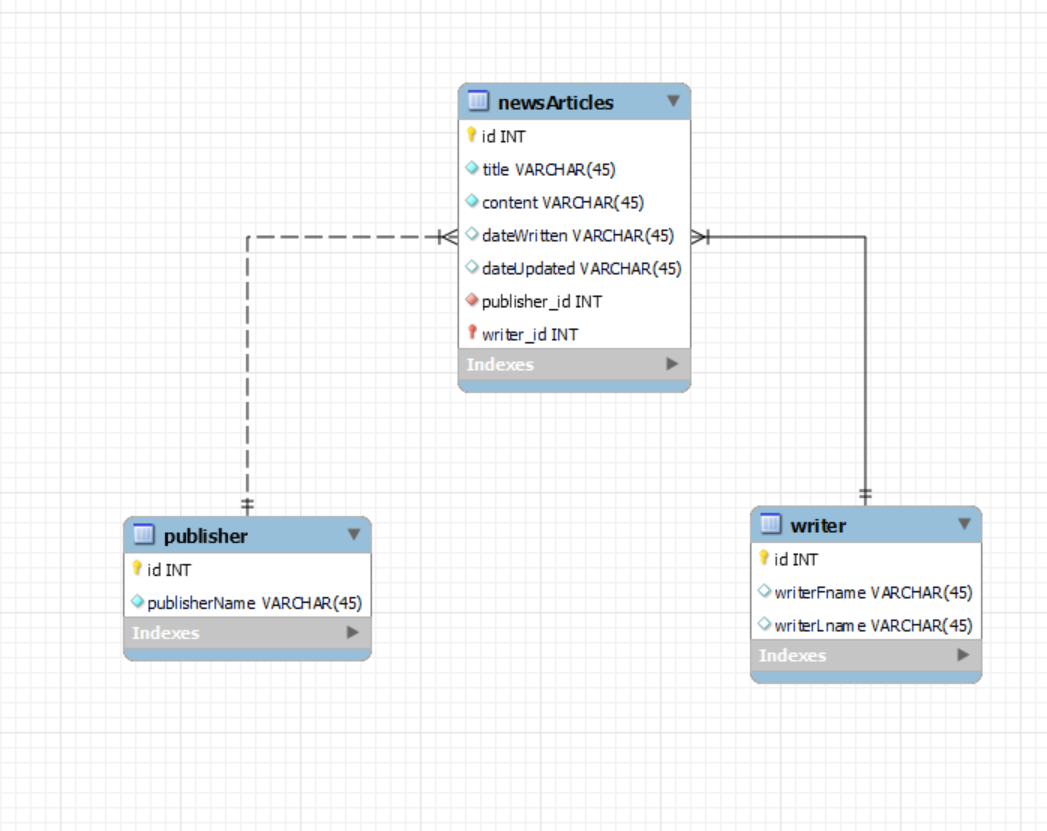 newsArticles
id INT
title VARCHAR(45)
content VARCHAR(45)
dateWritten VARCHAR(45)
dateUpdated VARCHAR(45)
publisher_id INT
writer_id INT
Indexes
publisher
id INT
publisherName VARCHAR(45)
Indexes
writer
id INT
writerFname VARCHAR(45)
writerLname VARCHAR(45)
Indexes